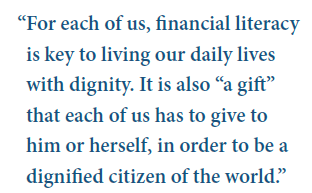 “For each of us, financial literacy
is key to living our daily lives
with dignity. It is also “a gift”
that each of us has to give to
him or herself, in order to be a
dignified citizen of the world.”